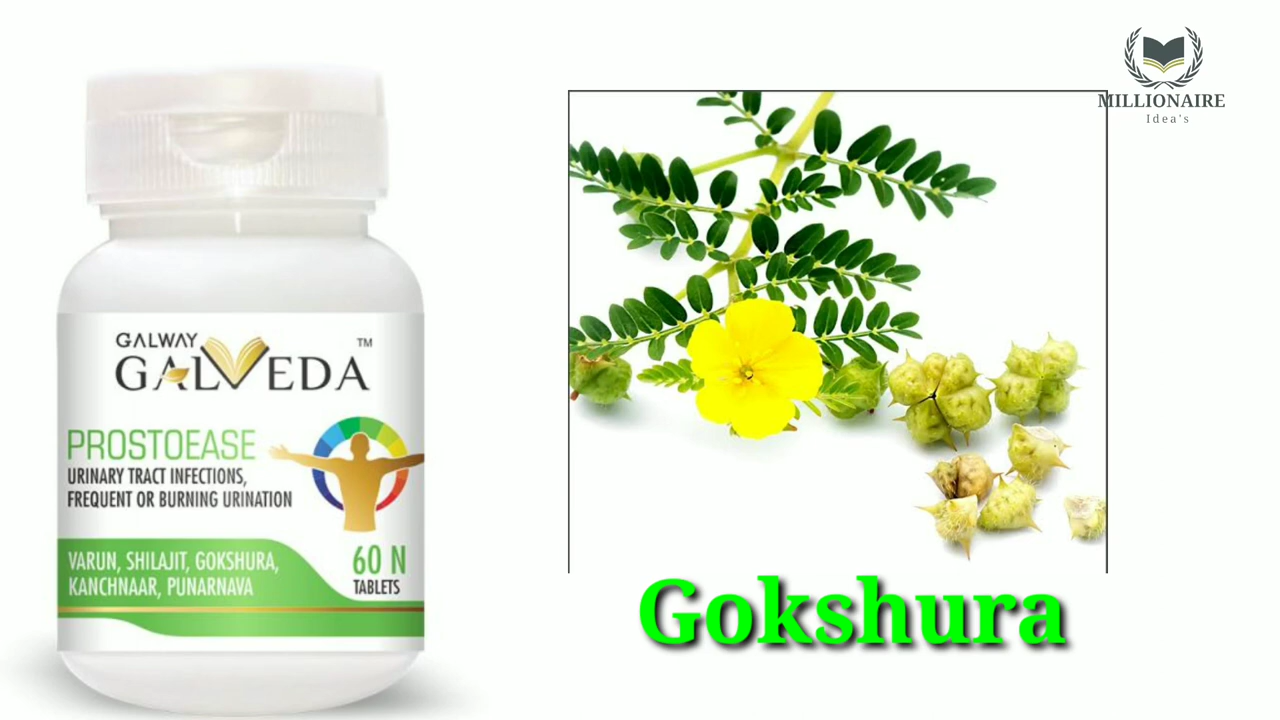 GALWAY
GALVEDA™
PROSTOEASE
URINARY TRACT INFECTIONS,
FREQUENT OR BURNING URINATION
VARUN, SHILAJIT, GOKSHURA,
KANCHNAAR, PUNARNAVA
60 N
TABLETS
MILLIONAIRE
Idea's
Gokshura